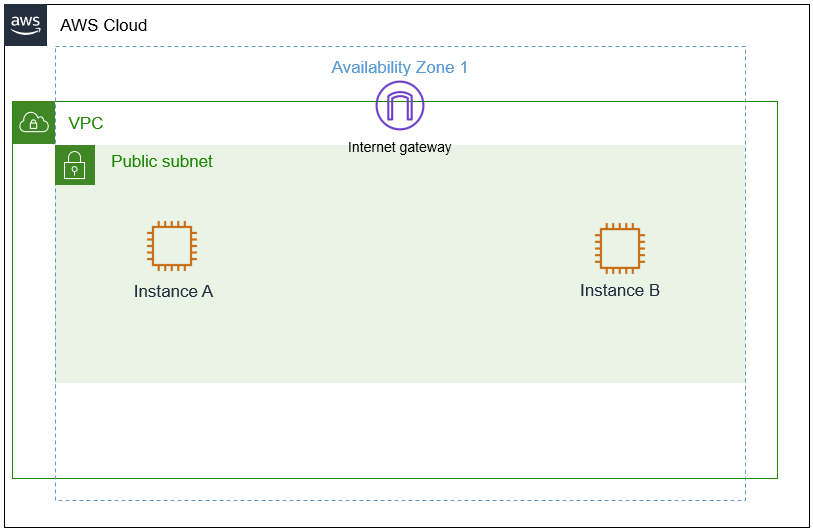 aws
AWS Cloud
Availability Zone 1
VPC
Internet gateway
Public subnet
Instance A
Instance B